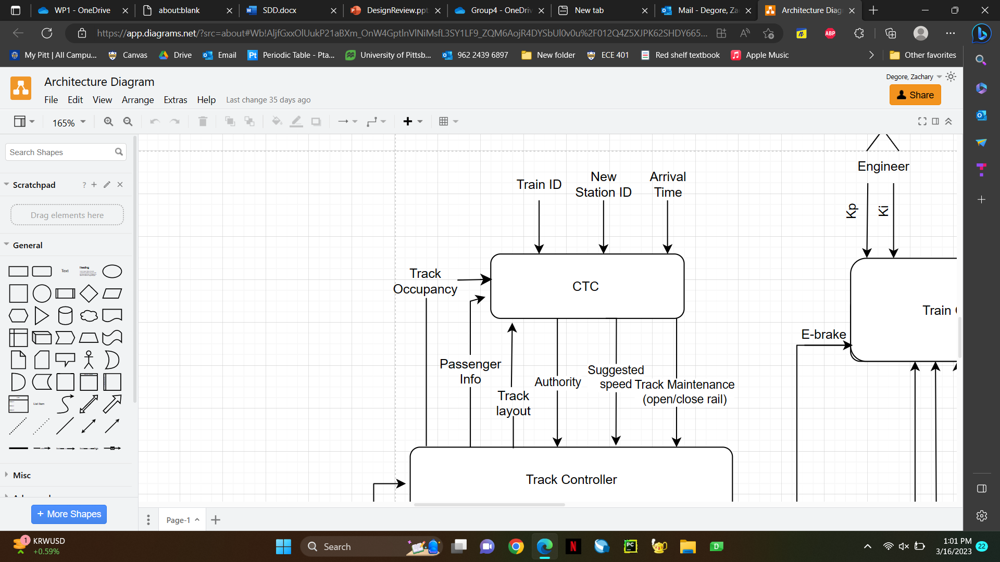 WP1 - OneDrive
about:blank
SDD.docx
DesignReview.ppt
Group4 - OneDriv
New tab
Mail - Degore, Za
Architecture Diag
https://app.diagrams.net/?src=about#Wb!AljfGxxOlUukP21aBXm_OnW4GptlnVlNiMsfL3SY1LF9_ZQM6AojR4DYSbUl0v0u%2F012Q4Z5XJPK62SHDY665...
ABP
My Pitt | All Campu...
Canvas
Drive
Email
Pt
Periodic Table - Pta...
University of Pittsb...
962 2439 6897
New folder
ECE 401
Red shelf textbook
Apple Music
Other favorites
Architecture Diagram
Degore, Zachary
File Edit View Arrange Extras Help Last change 35 days ago
Share
165%
Search Shapes
Scratchpad
?
Drag elements here
General
Text
Heading
List Item
Misc
+ More Shapes
Train ID
New
Station ID
Arrival
Time
Engineer
Kp
Ki
Track
Occupancy
CTC
Train
E-brake
Passenger
Info
Track
layout
Authority
Suggested
speed
Track Maintenance
(open/close rail)
Track Controller
Page-1
1
KRWUSD
+0.59%
Search
N
PC
D
1:01 PM
3/16/2023
22